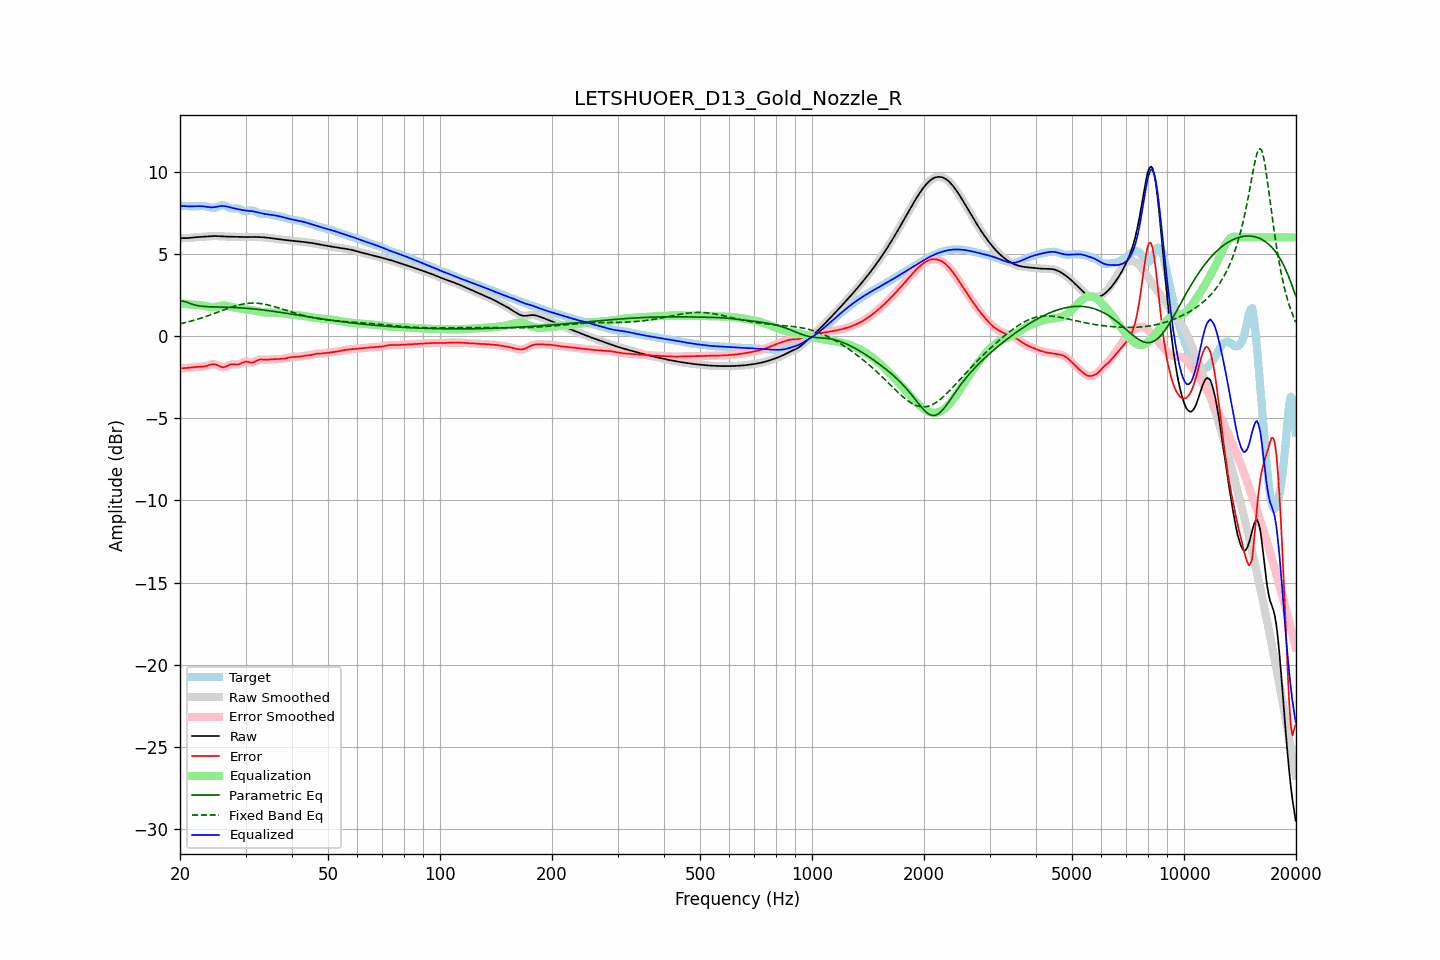 LETSHUOER_D13_Gold_Nozzle_R
10
5
0
−5
−10
−15
−20
−25
−30
Amplitude (dBr)
Target
Raw Smoothed
Error Smoothed
Raw
Error
Equalization
Parametric Eq
Fixed Band Eq
Equalized
20 50 100 200 500 1000 2000 5000 10000 20000
Frequency (Hz)